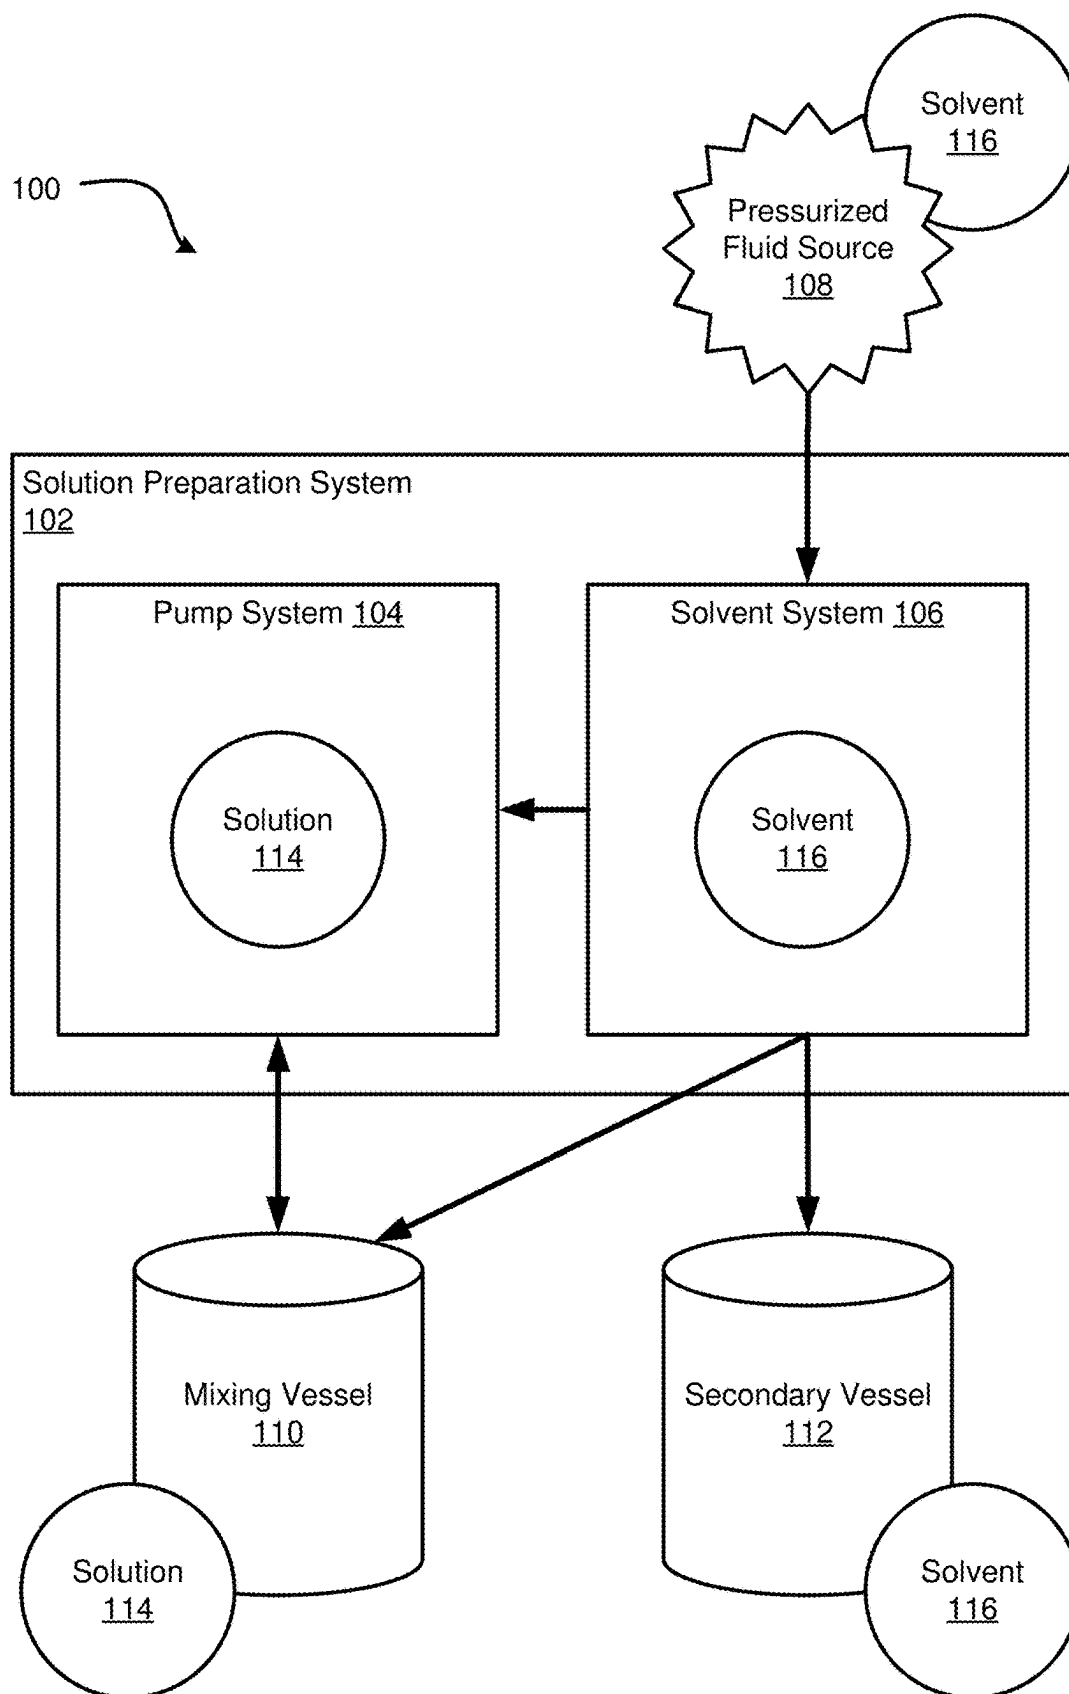 Solvent
116
100
Pressurized
Fluid Source
108
Solution Preparation System
102
Pump System 104
Solvent System 106
Solution
114
Solvent
116
Mixing Vessel
110
Secondary Vessel
112
Solution
114
Solvent
116